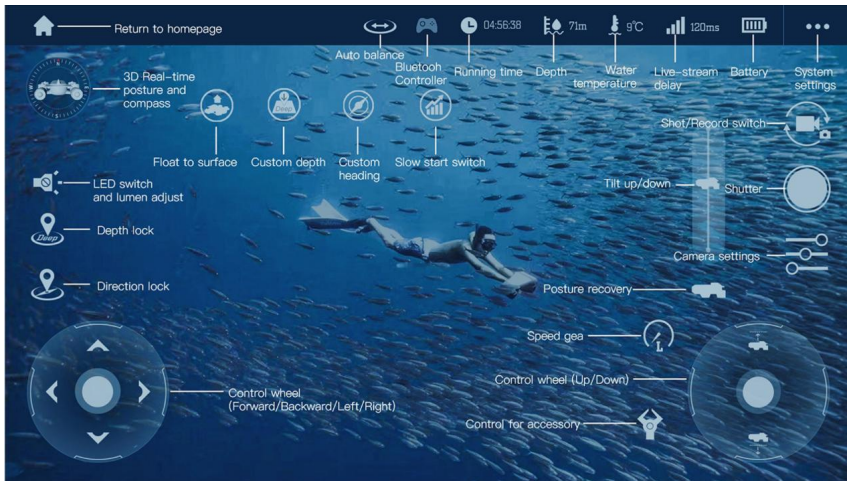 Return to homepage
04:56:38
71m
9°C
120ms
Auto balance
Bluetooh
Controller
Running time
Depth
Water
temperature
Live-stream
delay
Battery
System
settings
3D Real-time
posture and
compass
Deep
Float to surface
Custom depth
Custom
heading
Slow start switch
Shot/Record switch
LED switch
and lumen adjust
Tilt up/down
Shutter
Deep
Depth lock
Camera settings
Direction lock
Posture recovery
Speed gea
L
Control wheel (Up/Down)
Control wheel
(Forward/Backward/Left/Right)
Control for accessory